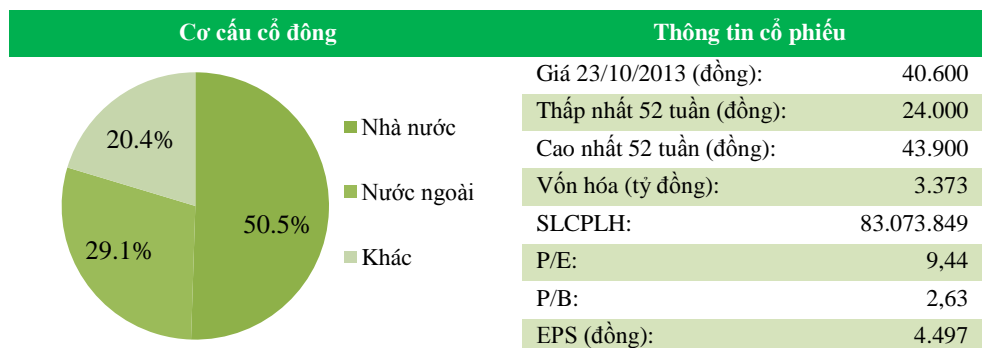 Cơ cấu cổ đông
20.4%
29.1%
50.5%
Nhà nước
Nước ngoài
Khác
Thông tin cổ phiếu
Giá 23/10/2013 (đồng): 40.600
Thấp nhất 52 tuần (đồng): 24.000
Cao nhất 52 tuần (đồng): 43.900
Vốn hóa (tỷ đồng): 3.373
SLCPLH: 83.073.849
P/E: 9,44
P/B: 2,63
EPS (đồng): 4.497